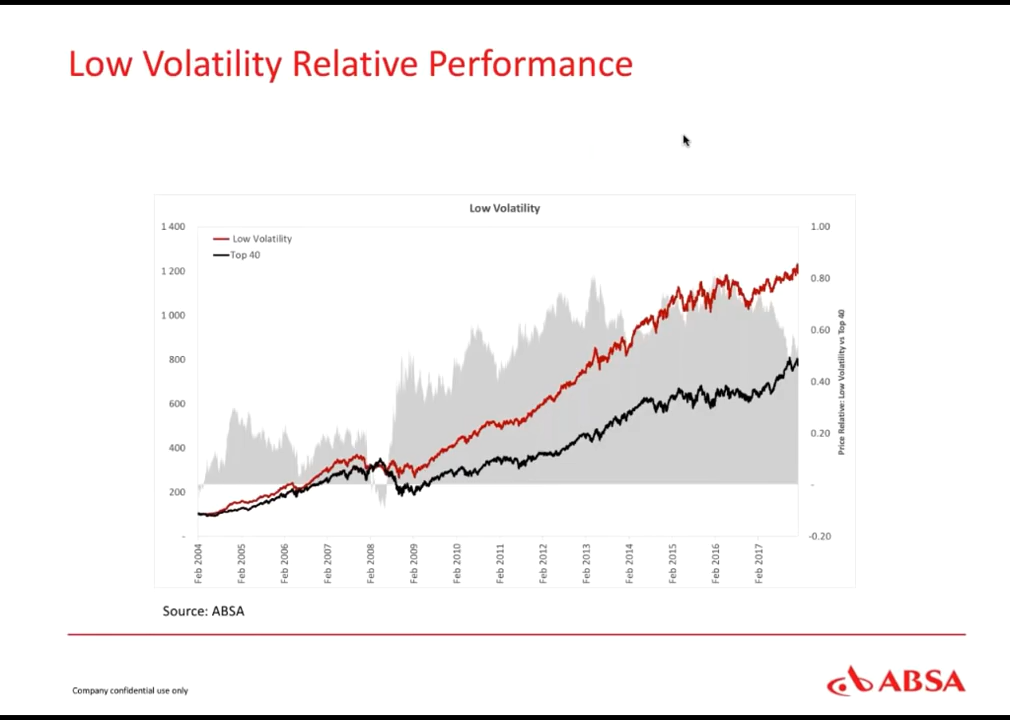 Low Volatility Relative Performance
Low Volatility
1 400
1 200
1 000
800
600
400
200
-
Low Volatility
Top 40
1.00
0.80
0.60
0.40
0.20
-
-0.20
Price Relative: Low Volatility vs Top 40
Feb 2004
Feb 2005
Feb 2006
Feb 2007
Feb 2008
Feb 2009
Feb 2010
Feb 2011
Feb 2012
Feb 2013
Feb 2014
Feb 2015
Feb 2016
Feb 2017
Source: ABSA
Company confidential use only
ABSA